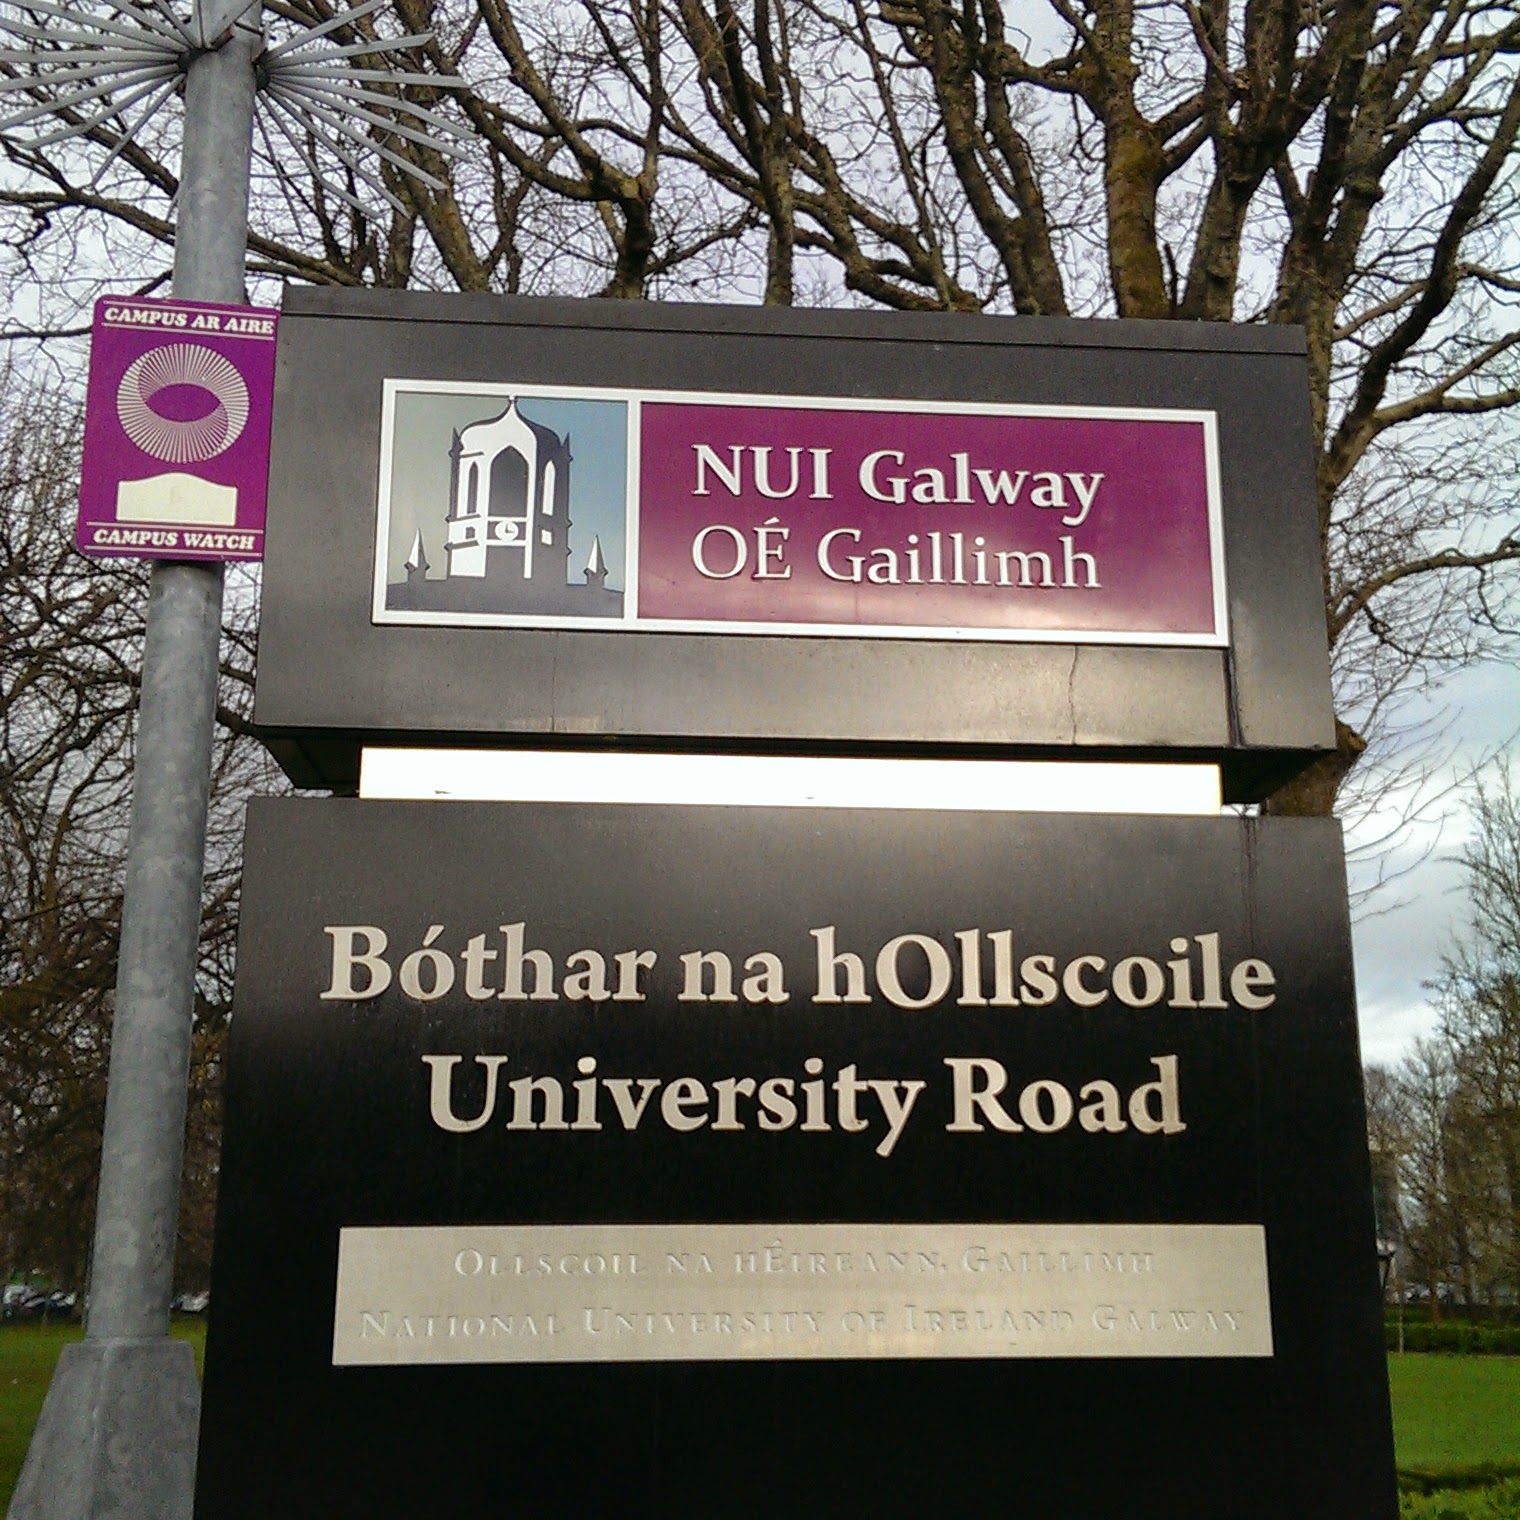 CAMPUS AR AIRE
CAMPUS WATCH
NUI Galway
OÉ Gaillimh
Bóthar na hOllscoile
University Road
OLLSCOIL NA HÉIREANN, GAILLIMH
NATIONAL UNIVERSITY OF IRELAND GALWAY